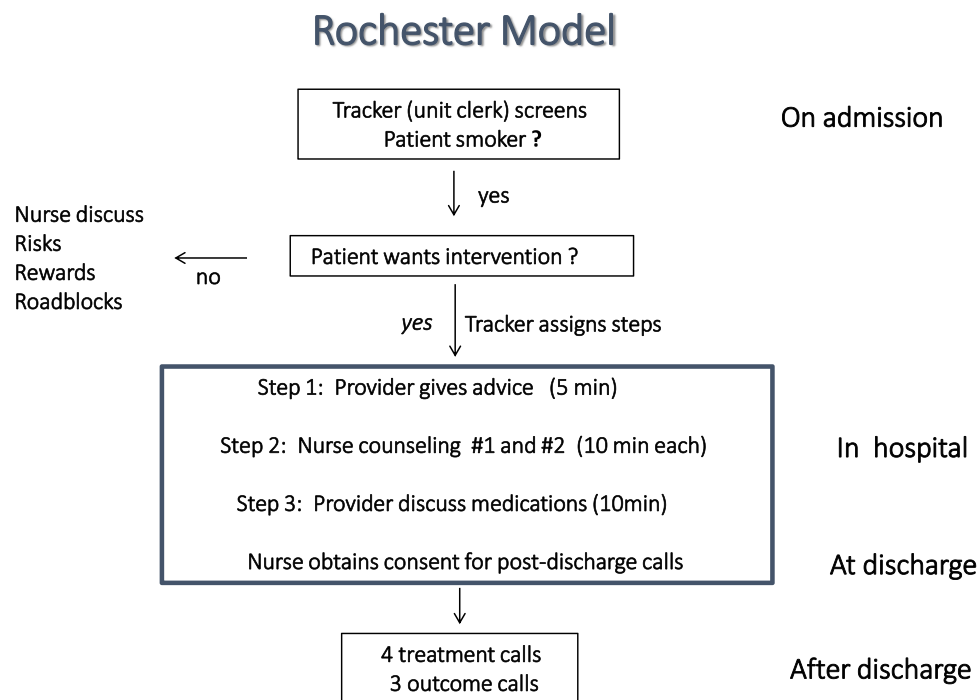 Rochester Model
Tracker (unit clerk) screens
Patient smoker ?
On admission
yes
Nurse discuss
Risks
Rewards
Roadblocks
no
Patient wants intervention ?
yes
Tracker assigns steps
Step 1: Provider gives advice (5 min)
Step 2: Nurse counseling #1 and #2 (10 min each)
In hospital
Step 3: Provider discuss medications (10min)
Nurse obtains consent for post-discharge calls
At discharge
4 treatment calls
3 outcome calls
After discharge